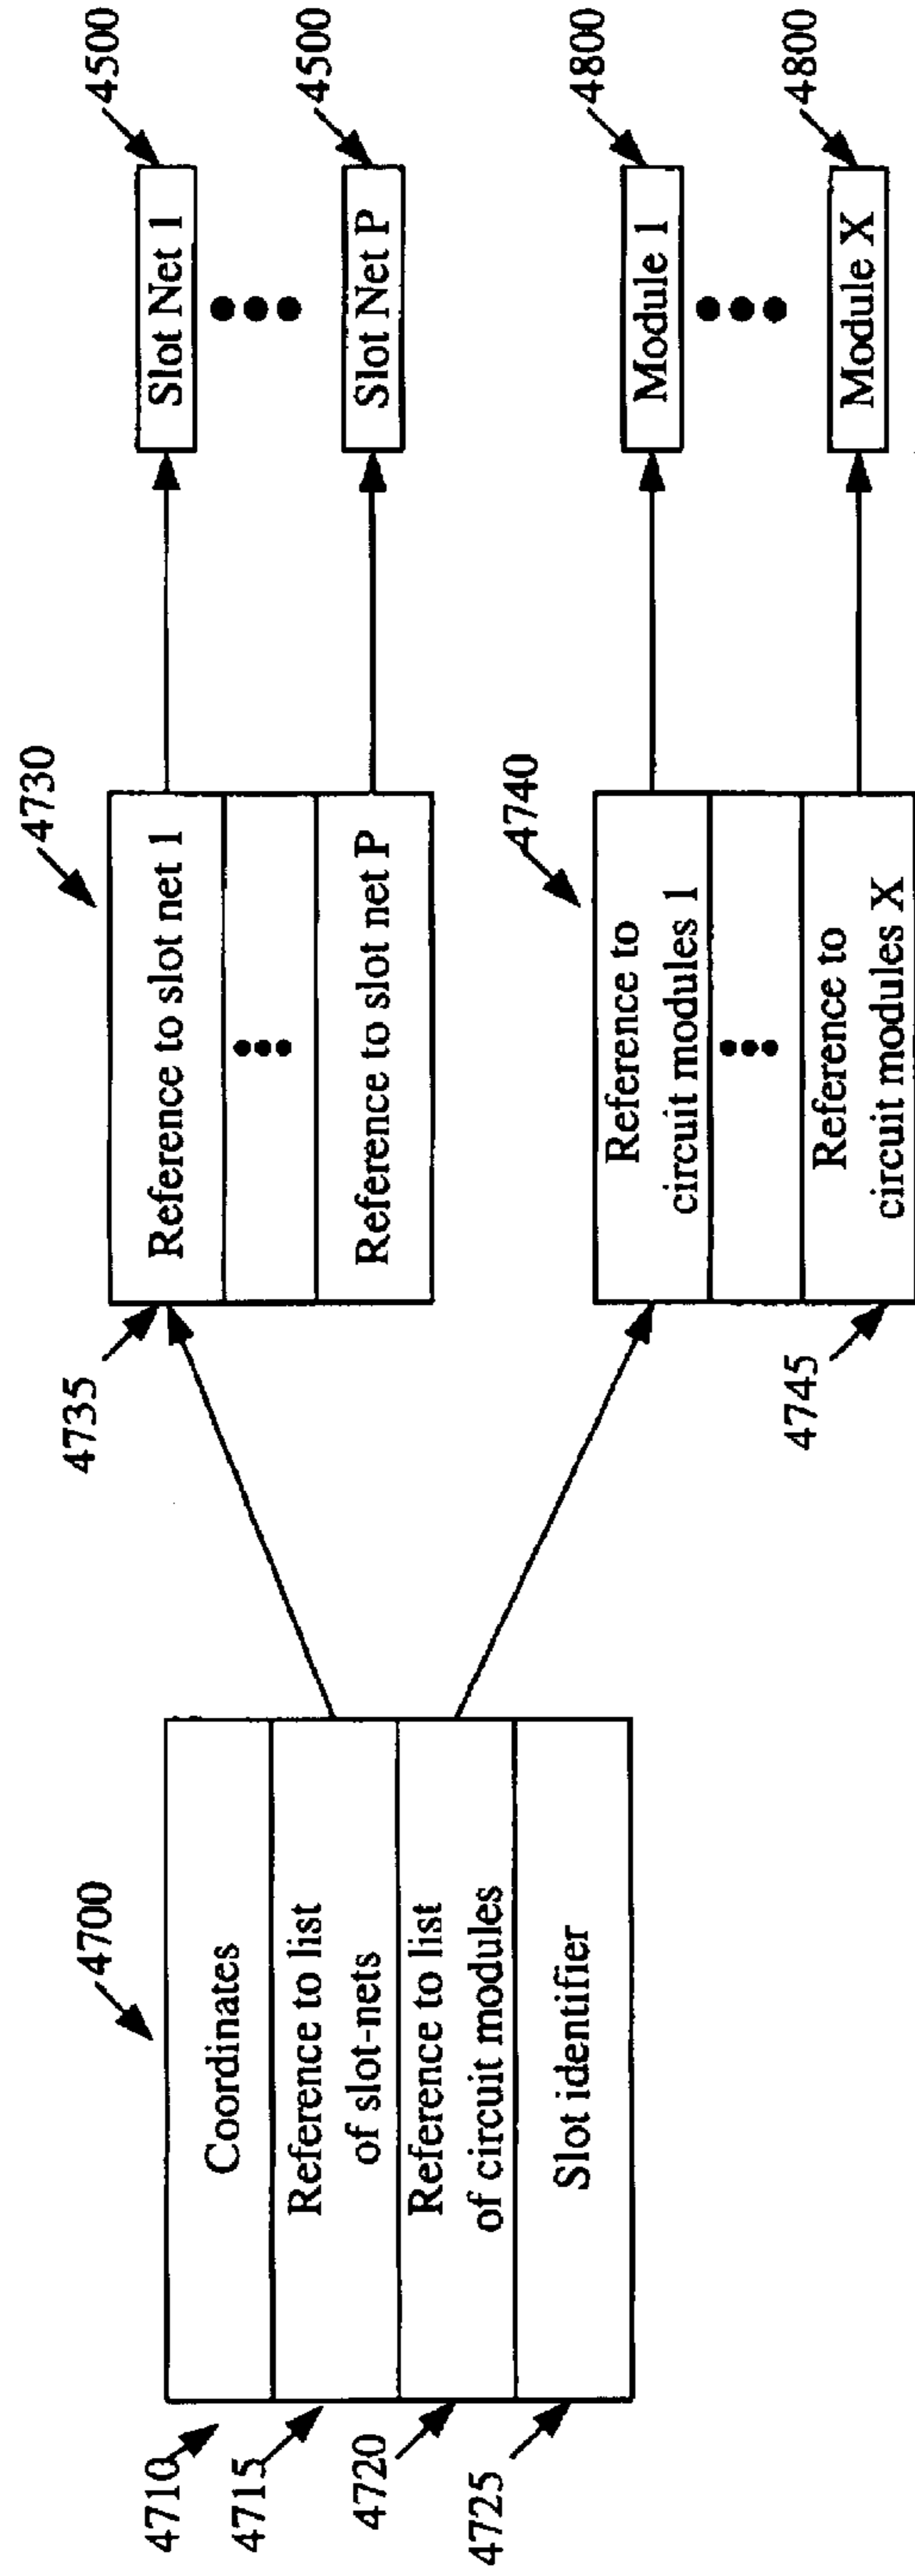 4700
4710
Coordinates
4715
Reference to list
of slot-nets
4720
Reference to list
of circuit modules
4725
Slot identifier
4730
4735
Reference to slot net 1
Reference to slot net P
4740
Reference to
circuit modules 1
4745
Reference to
circuit modules X
4500
Slot Net 1
4500
Slot Net P
4800
Module 1
4800
Module X